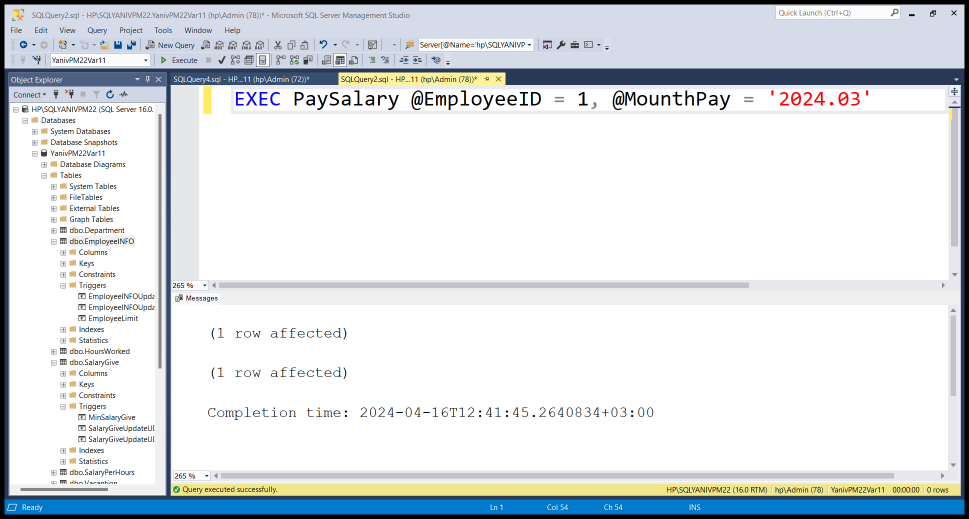 SQLQuery2.sql - HP\SQLYANIVPM22.YanivPM22Var11 (hp\Admin (78))* - Microsoft SQL Server Management Studio
Quick Launch (Ctrl+Q)
File Edit View Query Project Tools Window Help
New Query
Server[@Name='hp\SQLYANIVP
YanivPM22Var11
Execute
Object Explorer
SQLQuery4.sql - HP...11 (hp\Admin (72))*
SQLQuery2.sql - HP...11 (hp\Admin (78))*
Connect
HP\SQLYANIVPM22 (SQL Server 16.0.
Databases
System Databases
Database Snapshots
YanivPM22Var11
Database Diagrams
Tables
System Tables
FileTables
External Tables
Graph Tables
dbo.Department
dbo.EmployeeINFO
Columns
Keys
Constraints
Triggers
EmployeeINFOUpda
EmployeeINFOUpda
EmployeeLimit
Indexes
Statistics
dbo.HoursWorked
dbo.SalaryGive
Columns
Keys
Constraints
Triggers
MinSalaryGive
SalaryGiveUpdateUI
SalaryGiveUpdateUI
Indexes
Statistics
dbo.SalaryPerHours
dbo.Vacantion
EXEC PaySalary @EmployeeID = 1, @MounthPay = '2024.03'
265 %
Messages
(1 row affected)
(1 row affected)
Completion time: 2024-04-16T12:41:45.2640834+03:00
265 %
Query executed successfully.
HP\SQLYANIVPM22 (16.0 RTM) hp\Admin (78) YanivPM22Var11 00:00:00 0 rows
Ready
Ln 1 Col 54 Ch 54 INS